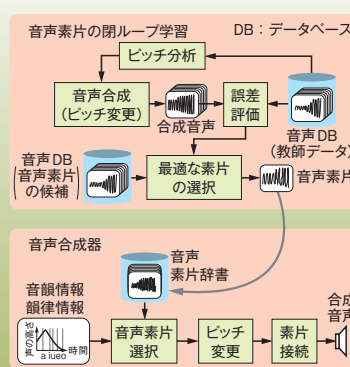 音声素片の閉ループ学習
DB：データベース
ピッチ分析
音声合成
（ピッチ変更）
合成音声
誤差
評価
音声DB
（教師データ）
音声DB
（音声素片
の候補）
最適な素片
の選択
音声素片
音声合成器
音声
素片辞書
音韻情報
韻律情報
声の高さ
a iueo
時間
音声素片
選択
ピッチ
変更
素片
接続
合成
音声